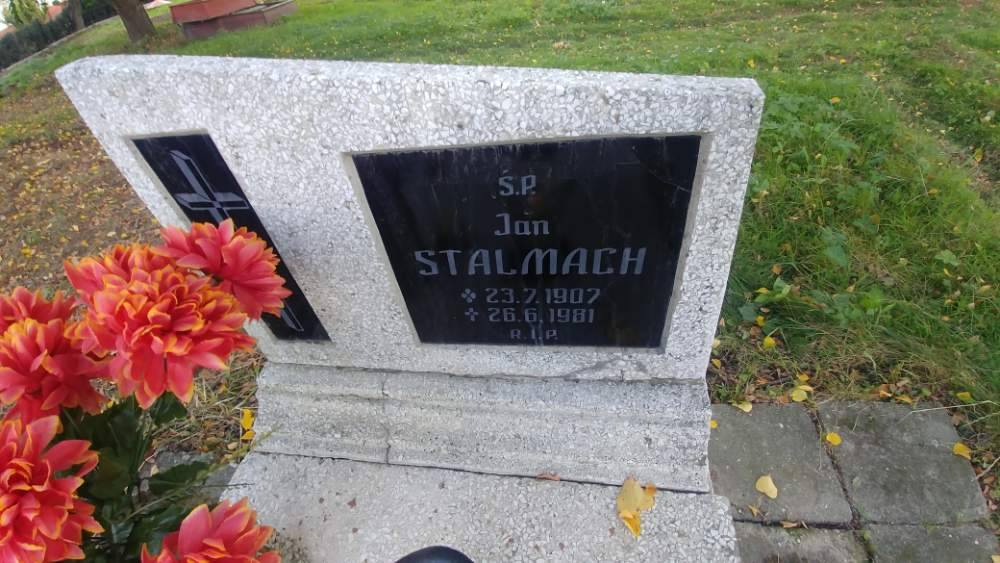 Ś.P.
Jan
STALMACH
23.7.1907
26.6.1981
R.I.P.